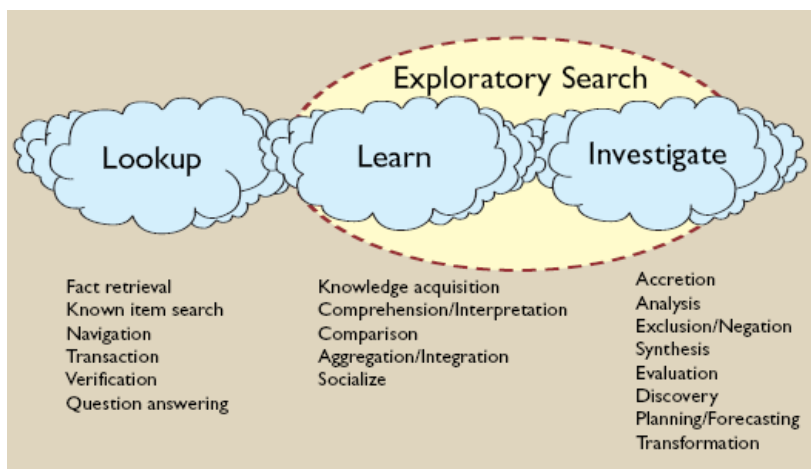 Exploratory Search
Lookup
Learn
Investigate
Fact retrieval
Known item search
Navigation
Transaction
Verification
Question answering
Knowledge acquisition
Comprehension/Interpretation
Comparison
Aggregation/Integration
Socialize
Accretion
Analysis
Exclusion/Negation
Synthesis
Evaluation
Discovery
Planning/Forecasting
Transformation